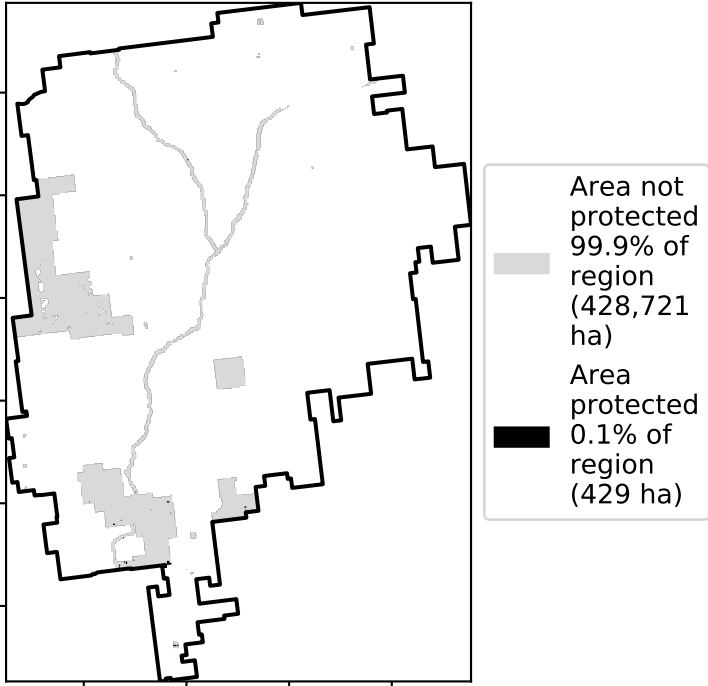 Area not
protected
99.9% of
region
(428,721
ha)
Area
protected
0.1% of
region
(429 ha)